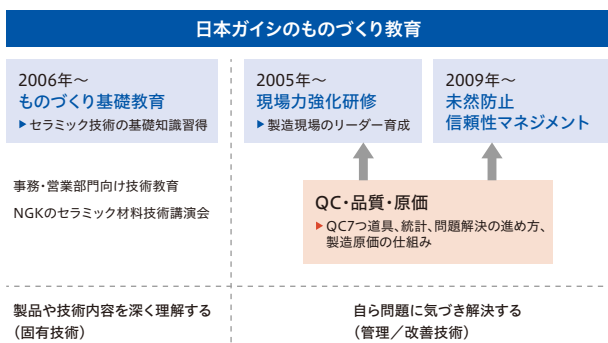 日本ガイシのものづくり教育
2006年～
ものづくり基礎教育
▶セラミック技術の基礎知識習得
事務・営業部門向け技術教育
NGKのセラミック材料技術講演会
製品や技術内容を深く理解する
（固有技術）
2005年～
現場力強化研修
▶製造現場のリーダー育成
2009年～
未然防止
信頼性マネジメント
QC・品質・原価
▶QC7つ道具、統計、問題解決の進め方、
製造原価の仕組み
自ら問題に気づき解決する
（管理／改善技術）